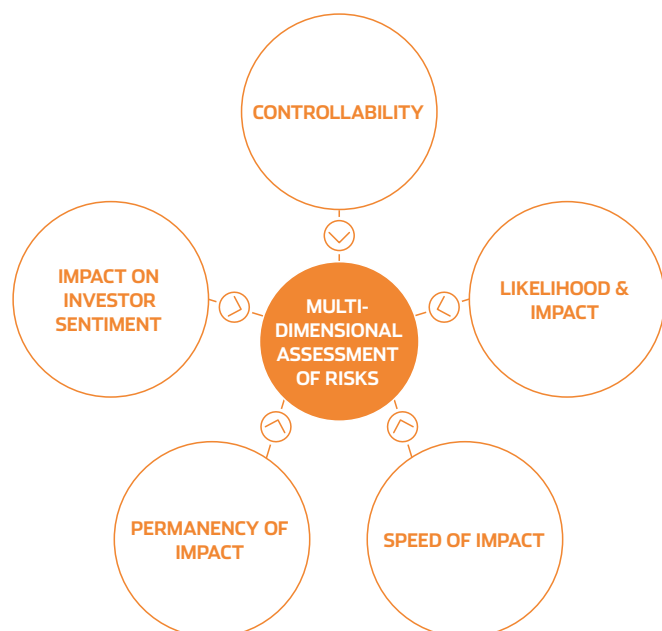 CONTROLLABILITY
IMPACT ON
INVESTOR
SENTIMENT
LIKELIHOOD &
IMPACT
MULTI-
DIMENSIONAL
ASSESSMENT
OF RISKS
PERMANENCY OF
IMPACT
SPEED OF IMPACT